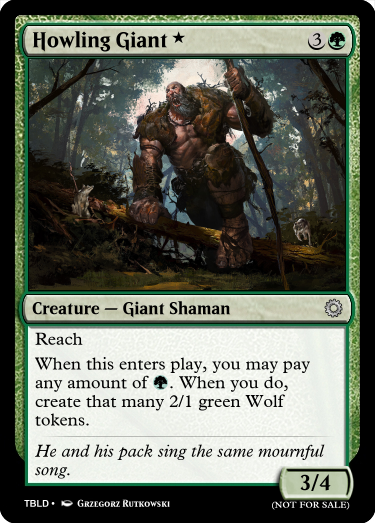 Howling Giant ★ 3
Creature — Giant Shaman
Reach
When this enters play, you may pay
any amount of . When you do,
create that many 2/1 green Wolf
tokens.
He and his pack sing the same mournful
song.
3/4
TBLD • Grzegorz Rutkowski
(NOT FOR SALE)